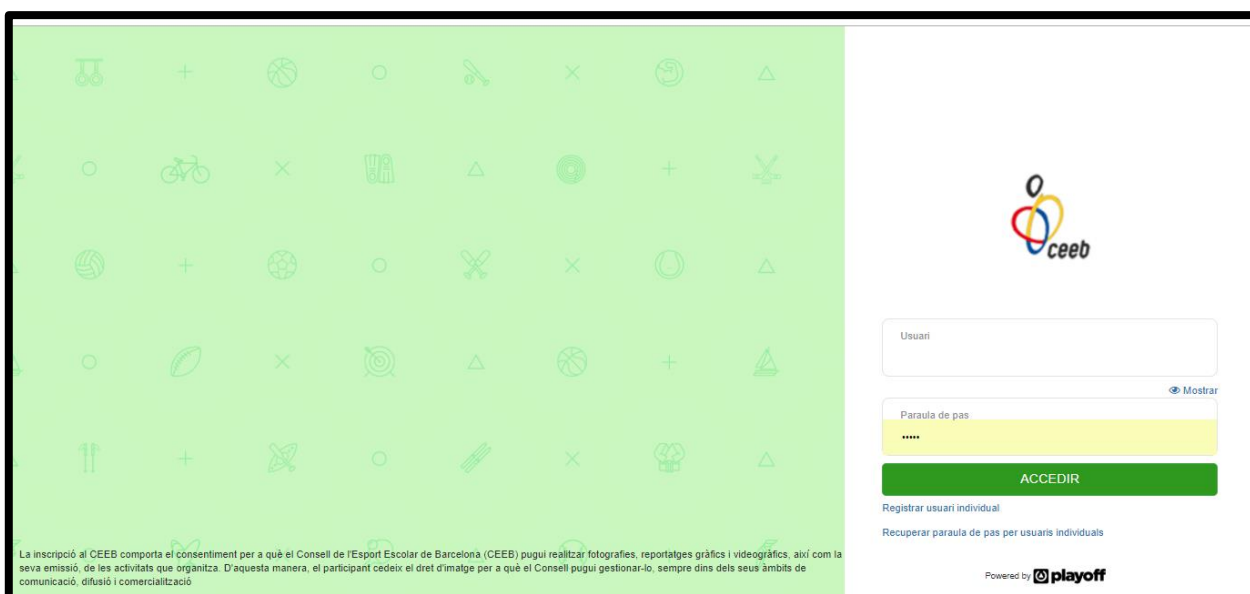 ceeb
Usuari
Mostrar
Paraula de pas
•••••
ACCEDIR
Registrar usuari individual
Recuperar paraula de pas per usuaris individuals
La inscripció al CEEB comporta el consentiment per a què el Consell de l'Esport Escolar de Barcelona (CEEB) pugui realitzar fotografies, reportatges gràfics i videogràfics, així com la
seva emissió, de les activitats que organitza. D'aquesta manera, el participant cedeix el dret d'imatge per a què el Consell pugui gestionar-lo, sempre dins dels seus àmbits de
comunicació, difusió i comercialització
Powered by playoff